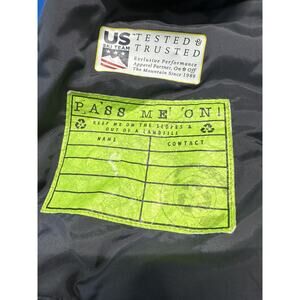 US
SKI TEAM
TESTED &
TRUSTED
Exclusive Performance
Apparel Partner, On & Off
The Mountain Since 1948
PASS ME ON!
KEEP ME ON THE SLOPES &
OUT OF A LANDFILL
NAME CONTACT